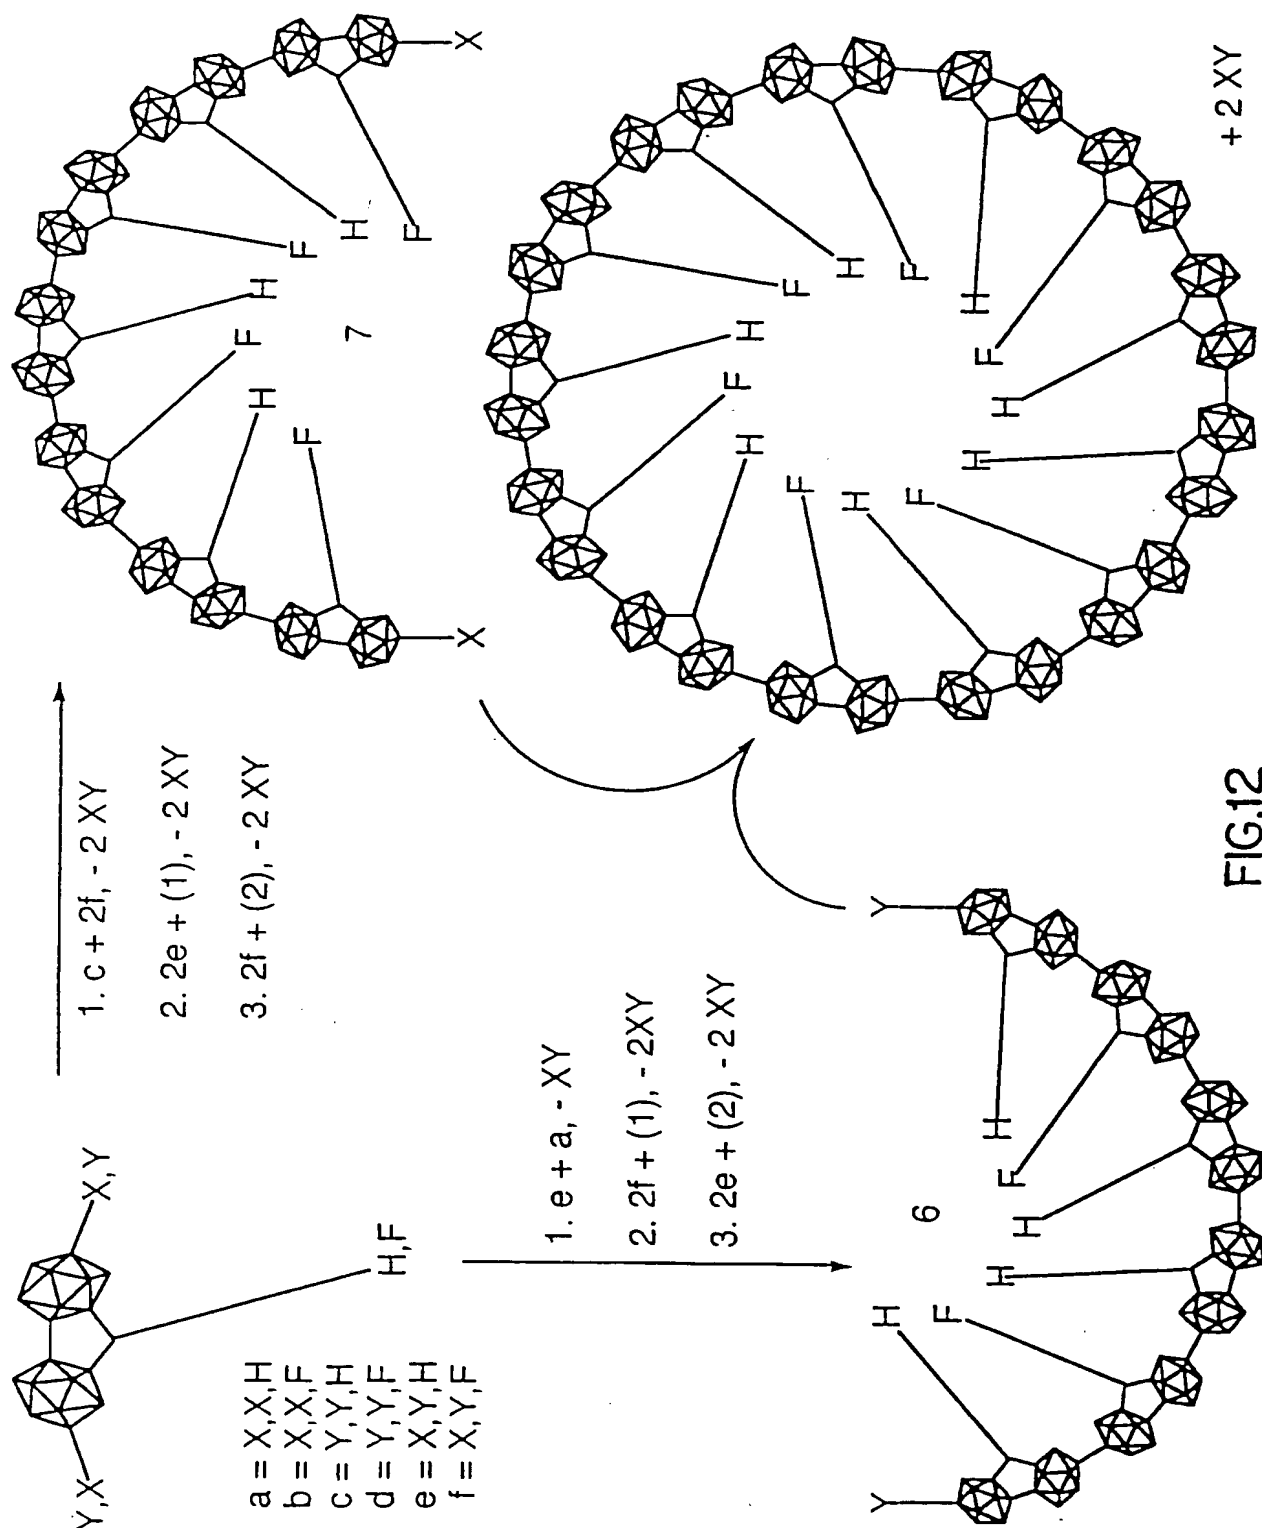 Y,X
X,Y
H,F
a = X,X,H
b = X,X,F
c = Y,Y,H
d = Y,Y,F
e = X,Y,H
f = X,Y,F
1. c + 2f, - 2 XY
2. 2e + (1), - 2 XY
3. 2f + (2), - 2 XY
X
F
H
F
H
F
H
F
X
7
1. e + a, - XY
2. 2f + (1), - 2XY
3. 2e + (2), - 2 XY
Y
H
F
H
H
F
H
Y
6
H
F
H
F
H
F
H
F
H
F
H
H
F
H
+ 2 XY
FIG.12